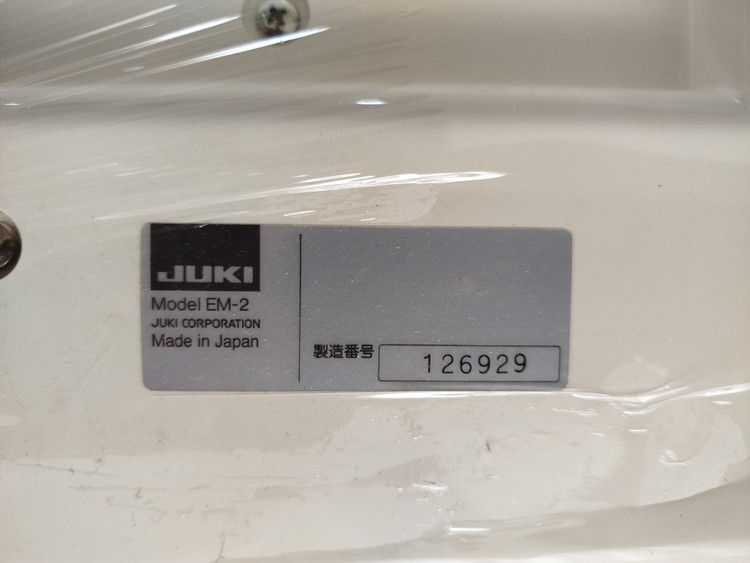 JUKI
Model EM-2
JUKI CORPORATION
Made in Japan
製造番号 126929